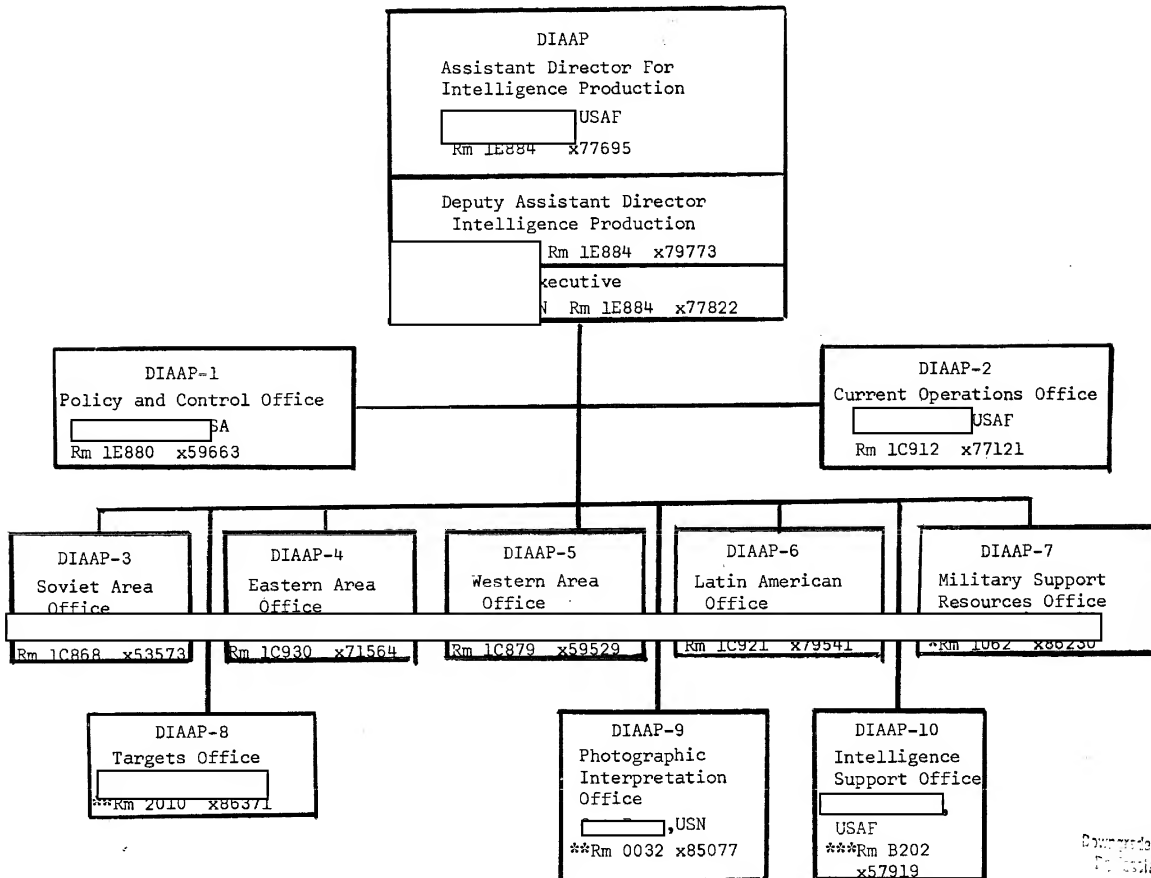 DIAAP
Assistant Director For
Intelligence Production
USAF
Rm 1E884 x77695
Deputy Assistant Director
Intelligence Production
Rm 1E884 x79773
xecutive
N Rm 1E884 x77822
DIAAP-1
Policy and Control Office
SA
Rm 1E880 x59663
DIAAP-2
Current Operations Office
USAF
Rm 1C912 x77121
DIAAP-3
Soviet Area
Office
Rm 1C868 x53573
DIAAP-4
Eastern Area
Office
Rm 1C930 x71564
DIAAP-5
Western Area
Office
Rm 1C879 x59529
DIAAP-6
Latin American
Office
Rm 1C921 x79541
DIAAP-7
Military Support
Resources Office
*Rm 1062 x86230
DIAAP-8
Targets Office
**Rm 2010 x86371
DIAAP-9
Photographic
Interpretation
Office
,USN
**Rm 0032 x85077
DIAAP-10
Intelligence
Support Office
,
USAF
***Rm B202
x57919